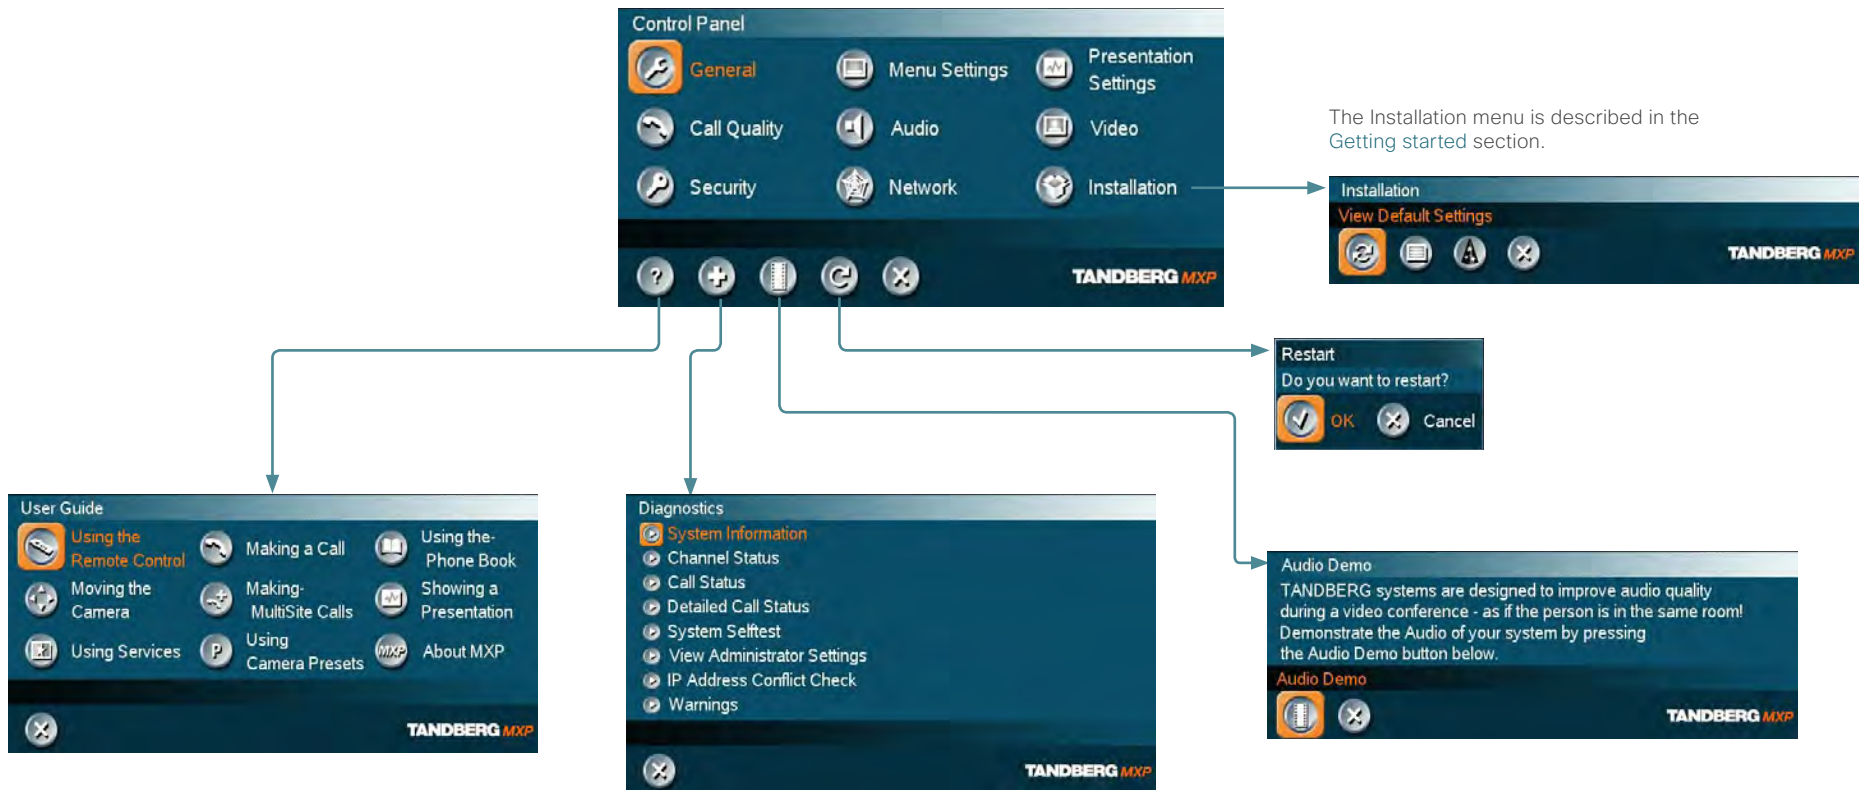 Control Panel
General
Menu Settings
Presentation
Settings
Call Quality
Audio
Video
Security
Network
Installation
?
TANDBERG MXP
The Installation menu is described in the
Getting started section.
Installation
View Default Settings
A
TANDBERG MXP
Restart
Do you want to restart?
OK
Cancel
User Guide
Using the
Remote Control
Making a Call
Using the-
Phone Book
Moving the
Camera
Making-
MultiSite Calls
Showing a
Presentation
Using Services
P
Using
Camera Presets
MXP
About MXP
TANDBERG MXP
Diagnostics
System Information
Channel Status
Call Status
Detailed Call Status
System Selftest
View Administrator Settings
IP Address Conflict Check
Warnings
TANDBERG MXP
Audio Demo
TANDBERG systems are designed to improve audio quality
during a video conference - as if the person is in the same room!
Demonstrate the Audio of your system by pressing
the Audio Demo button below.
Audio Demo
TANDBERG MXP